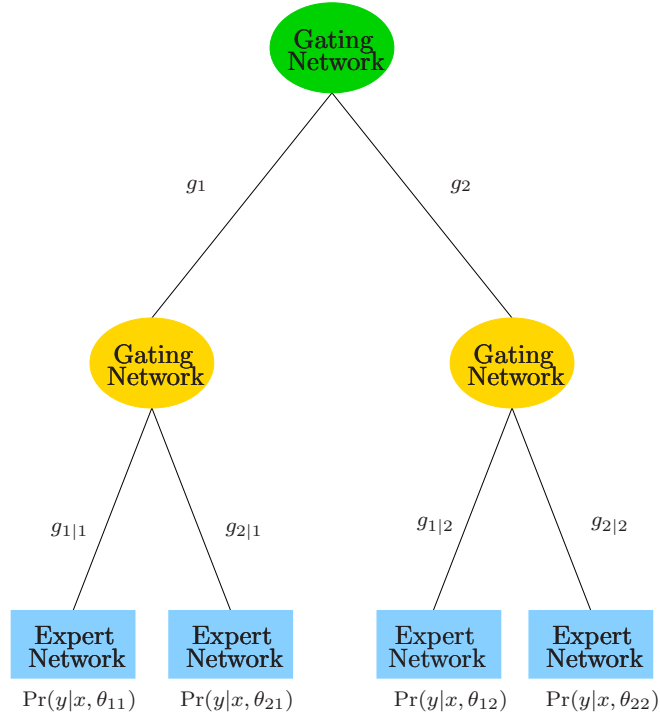 Gating
Network
g1
g2
Gating
Network
Gating
Network
g1|1
g2|1
g1|2
g2|2
Expert
Network
Expert
Network
Expert
Network
Expert
Network
Pr(y|x, θ11)
Pr(y|x, θ21)
Pr(y|x, θ12)
Pr(y|x, θ22)